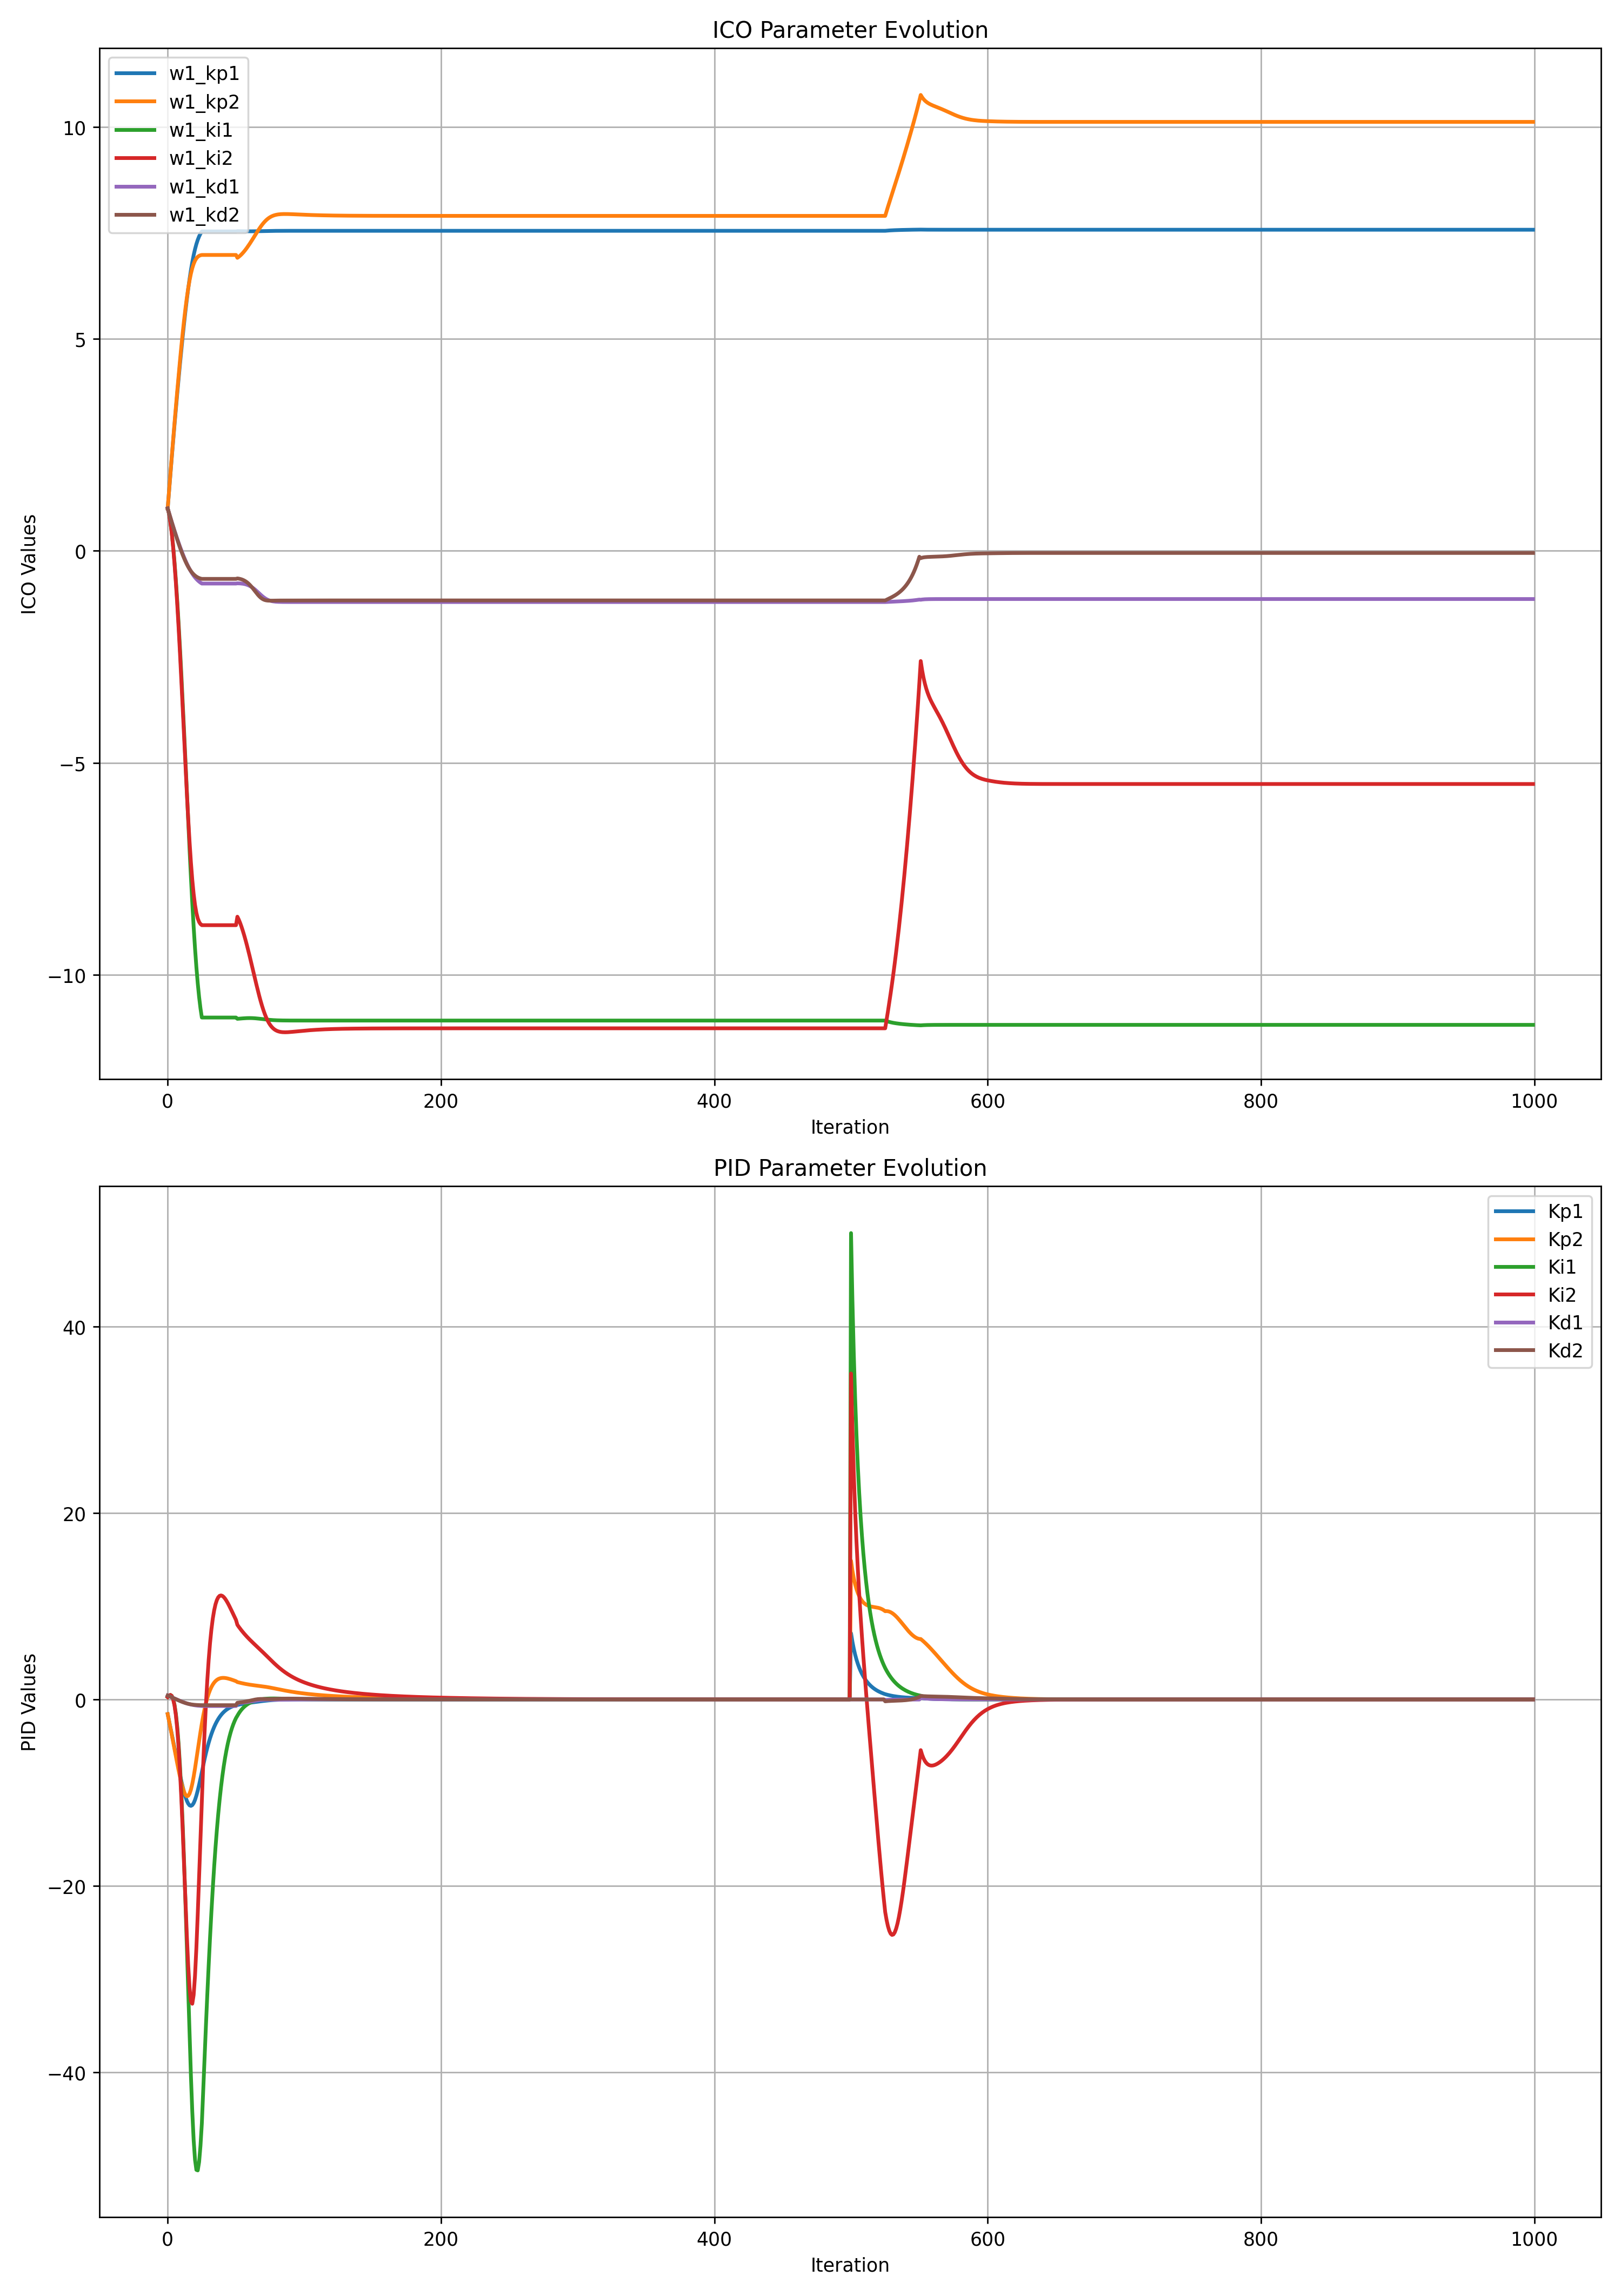 ICO Parameter Evolution
w1_kp1
w1_kp2
w1_ki1
w1_ki2
w1_kd1
w1_kd2
10
5
0
−5
−10
ICO Values
0 200 400 600 800 1000
Iteration
PID Parameter Evolution
Kp1
Kp2
Ki1
Ki2
Kd1
Kd2
40
20
0
−20
−40
PID Values
0 200 400 600 800 1000
Iteration